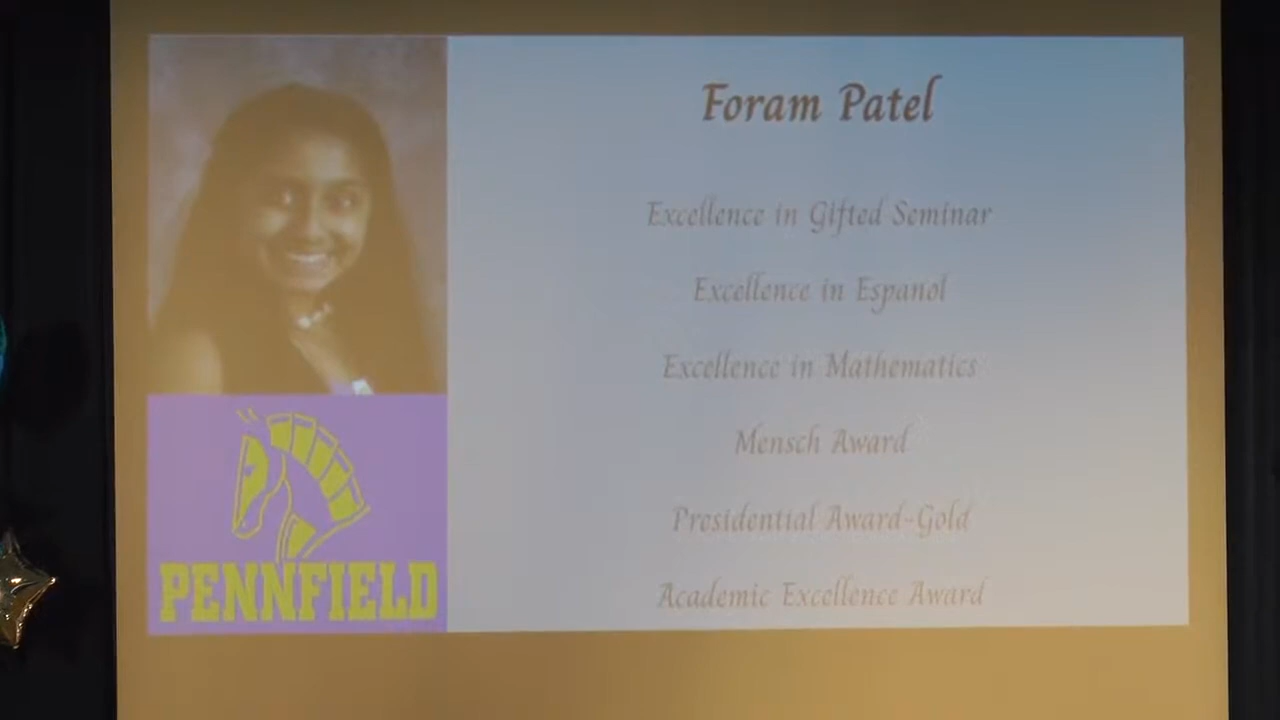 Foram Patel
Excellence in Gifted Seminar
Excellence in Espanol
Excellence in Mathematics
Mensch Award
Presidential Award-Gold
Academic Excellence Award
PENNFIELD